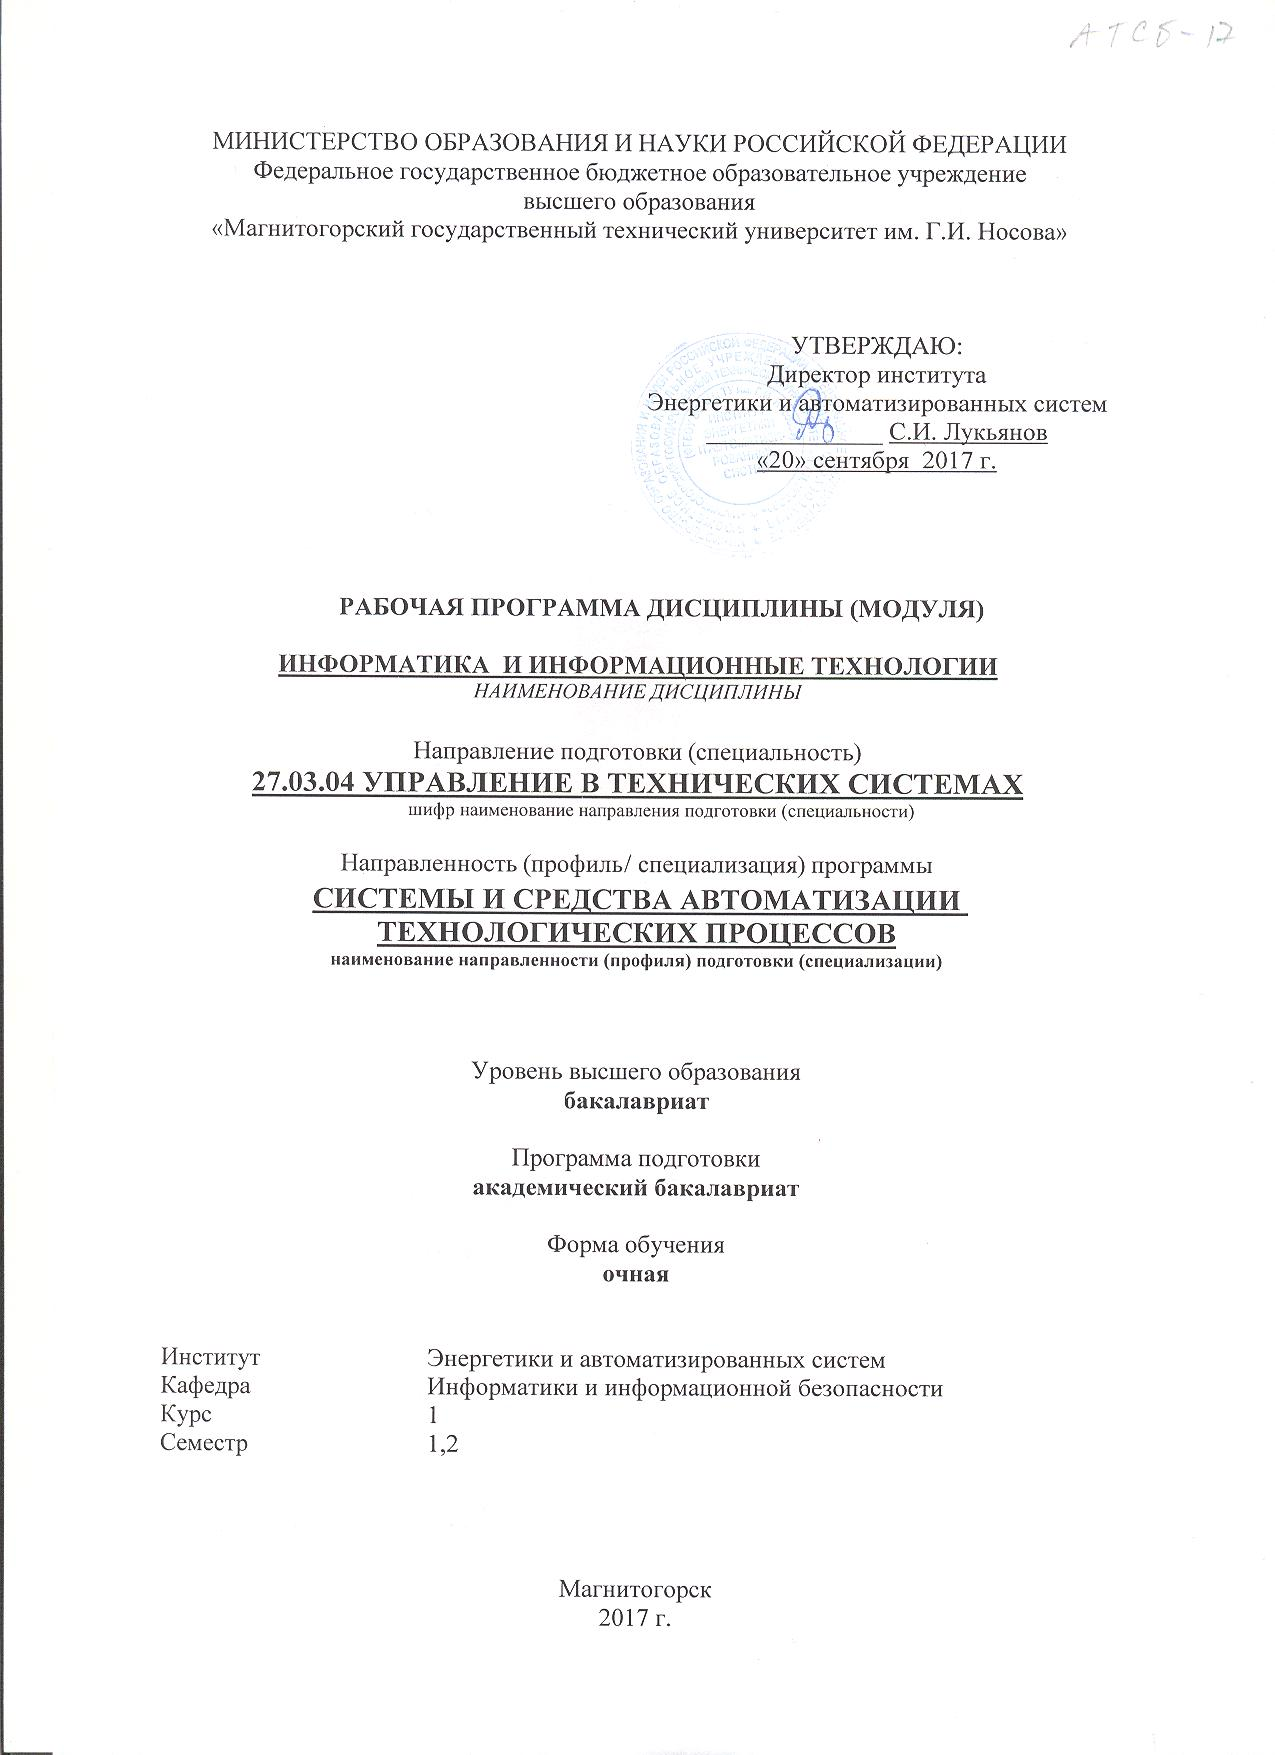 АТСб-17
МИНИСТЕРСТВО ОБРАЗОВАНИЯ И НАУКИ РОССИЙСКОЙ ФЕДЕРАЦИИ
Федеральное государственное бюджетное образовательное учреждение
высшего образования
«Магнитогорский государственный технический университет им. Г.И. Носова»
УТВЕРЖДАЮ:
Директор института
Энергетики и автоматизированных систем
С.И. Лукьянов
«20» сентября 2017 г.
РАБОЧАЯ ПРОГРАММА ДИСЦИПЛИНЫ (МОДУЛЯ)
ИНФОРМАТИКА И ИНФОРМАЦИОННЫЕ ТЕХНОЛОГИИ
НАИМЕНОВАНИЕ ДИСЦИПЛИНЫ
Направление подготовки (специальность)
27.03.04 УПРАВЛЕНИЕ В ТЕХНИЧЕСКИХ СИСТЕМАХ
шифр наименование направления подготовки (специальности)
Направленность (профиль/ специализация) программы
СИСТЕМЫ И СРЕДСТВА АВТОМАТИЗАЦИИ
ТЕХНОЛОГИЧЕСКИХ ПРОЦЕССОВ
наименование направленности (профиля) подготовки (специализации)
Уровень высшего образования
бакалавриат
Программа подготовки
академический бакалавриат
Форма обучения
очная
Институт Энергетики и автоматизированных систем
Кафедра Информатики и информационной безопасности
Курс 1
Семестр 1,2
Магнитогорск
2017 г.